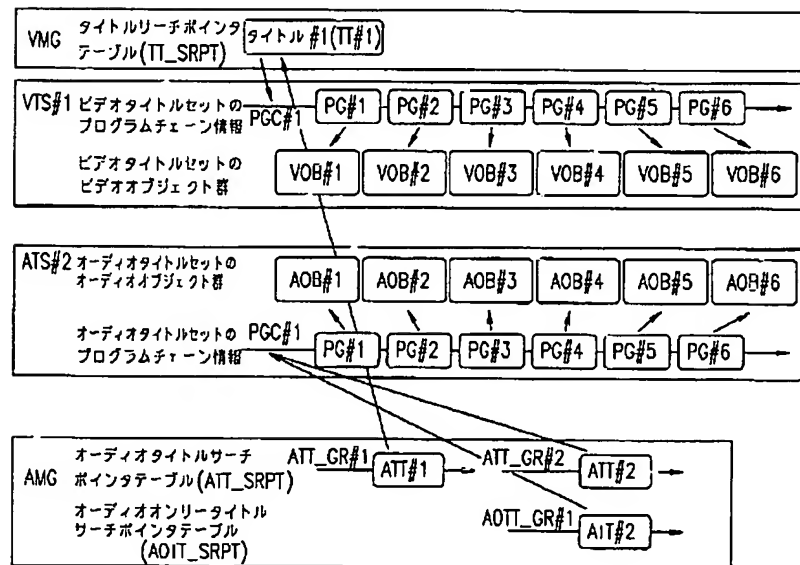 VMG タイトルサーチポインタ
テーブル(TT_SRPT)
タイトル#1(TT#1)
VTS#1 ビデオタイトルセットの
プログラムチェーン情報
PGC#1
PG#1 PG#2 PG#3 PG#4 PG#5 PG#6
ビデオタイトルセットの
ビデオオブジェクト群
VOB#1 VOB#2 VOB#3 VOB#4 VOB#5 VOB#6
ATS#2 オーディオタイトルセットの
オーディオオブジェクト群
AOB#1 AOB#2 AOB#3 AOB#4 AOB#5 AOB#6
オーディオタイトルセットの
プログラムチェーン情報
PGC#1
PG#1 PG#2 PG#3 PG#4 PG#5 PG#6
AMG オーディオタイトルサーチ
ポインタテーブル(ATT_SRPT)
ATT_GR#1 ATT#1 ATT_GR#2 ATT#2
オーディオオンリータイトル
サーチポインタテーブル
(AOIT_SRPT)
AOTT_GR#1 AIT#2